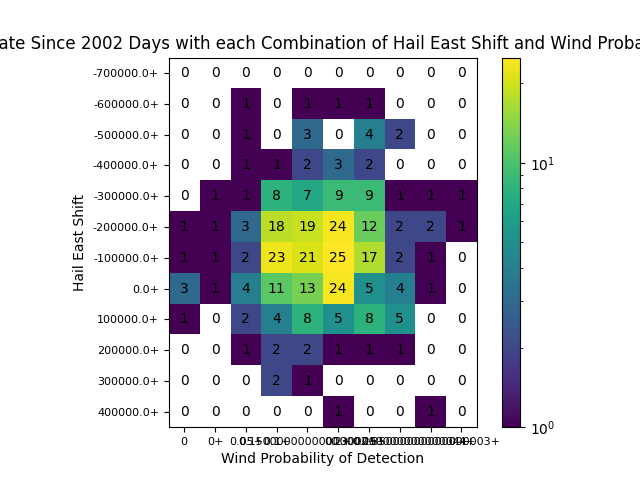 ate Since 2002 Days with each Combination of Hail East Shift and Wind Proba
-700000.0+ 0 0 0 0 0 0 0 0 0 0
-600000.0+ 0 0 1 0 1 1 1 0 0 0
-500000.0+ 0 0 1 0 3 0 4 2 0 0
-400000.0+ 0 0 1 1 2 3 2 0 0 0
-300000.0+ 0 1 1 8 7 9 9 1 1 1
-200000.0+ 1 1 3 18 19 24 12 2 2 1
-100000.0+ 1 1 2 23 21 25 17 2 1 0
0.0+ 3 1 4 11 13 24 5 4 1 0
100000.0+ 1 0 2 4 8 5 8 5 0 0
200000.0+ 0 0 1 2 2 1 1 1 0 0
300000.0+ 0 0 0 2 1 0 0 0 0 0
400000.0+ 0 0 0 0 0 1 0 0 1 0
0 0+
Wind Probability of Detection
Hail East Shift
10^1
10^0